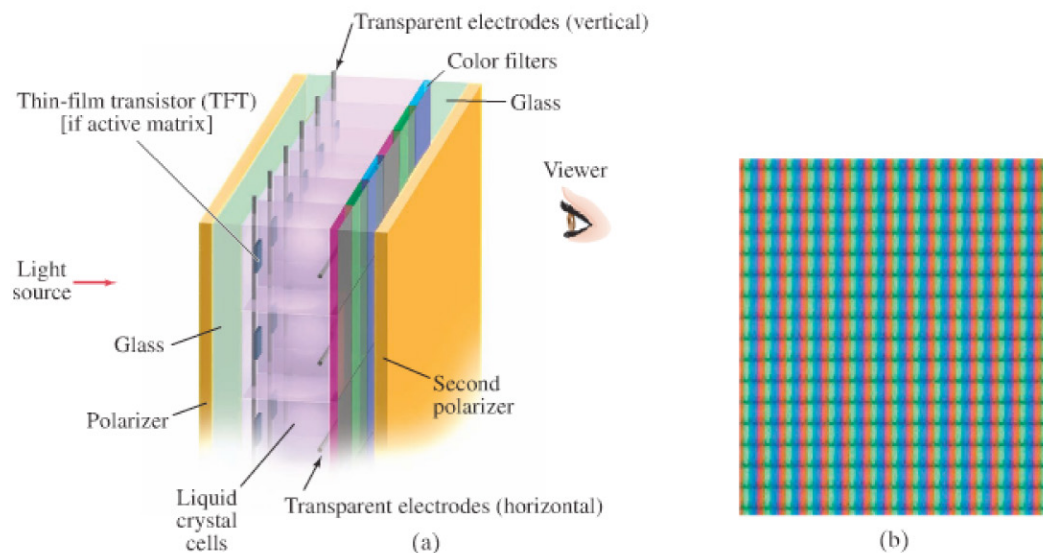 Transparent electrodes (vertical)
Color filters
Glass
Thin-film transistor (TFT)
[if active matrix]
Viewer
Light
source
Glass
Polarizer
Second
polarizer
Liquid
crystal
cells
Transparent electrodes (horizontal)
(a)
(b)